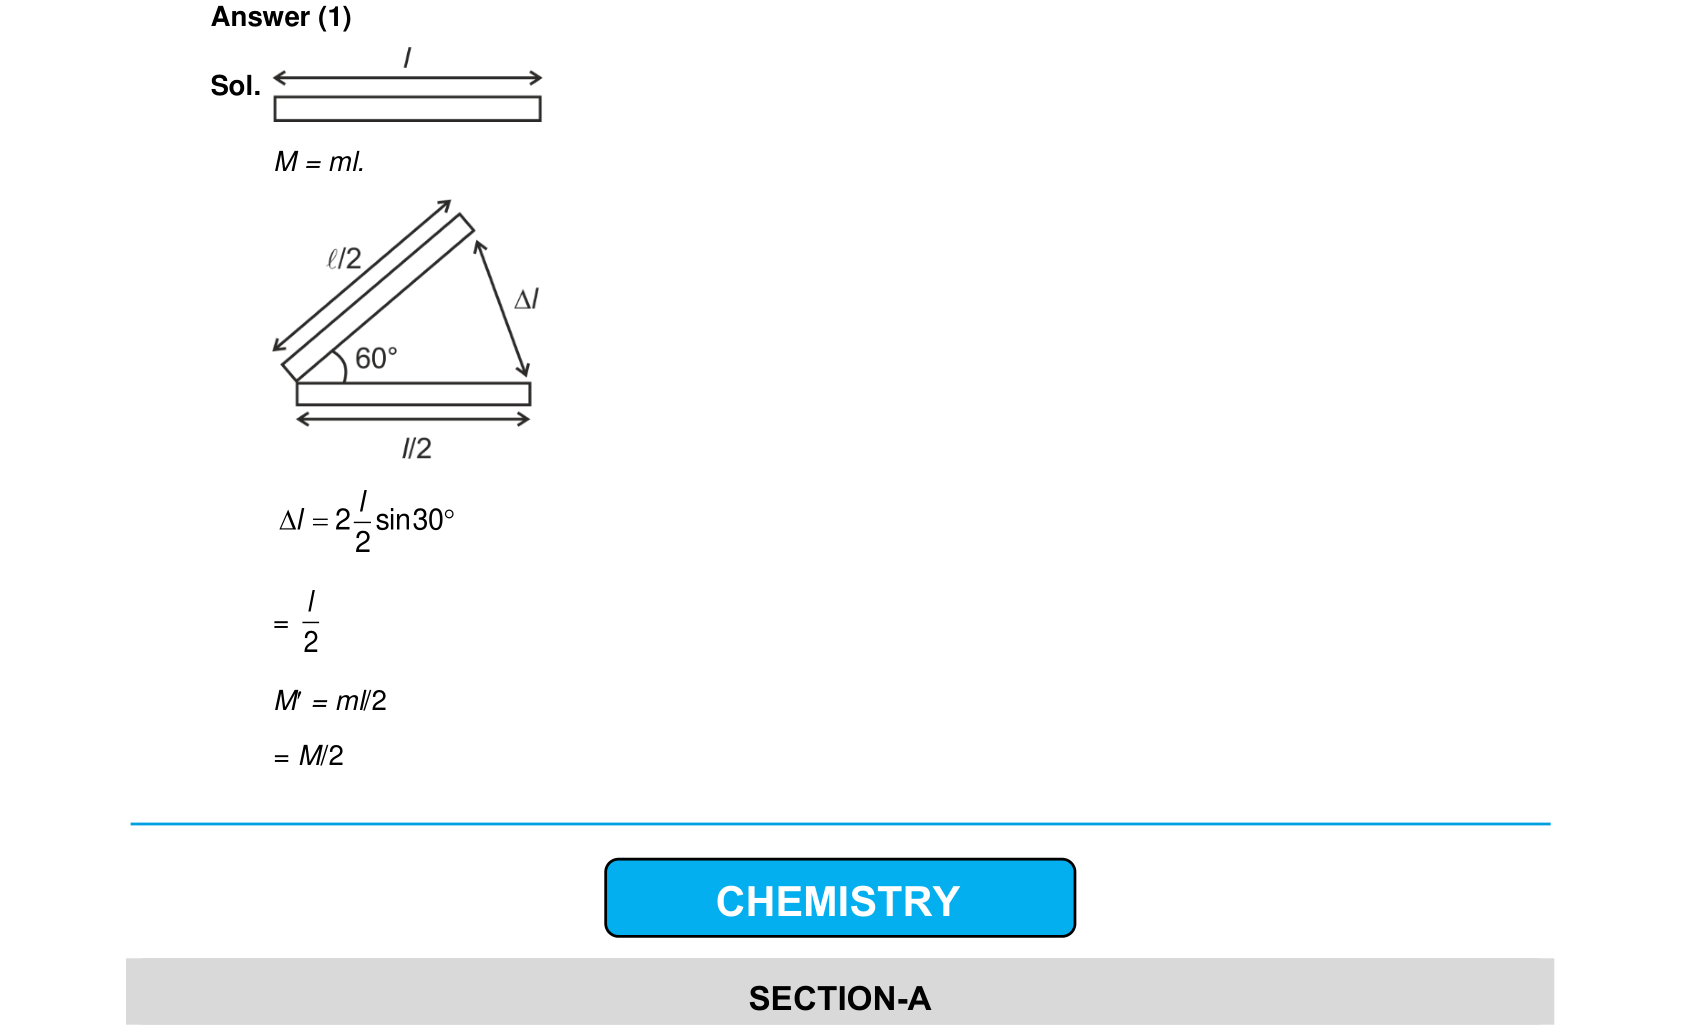 Answer (1)
l
Sol.
M = ml.
ℓ/2
Δl
60°
l/2
Δl = 2 l/2 sin30°
= l/2
M′ = ml/2
= M/2
CHEMISTRY
SECTION-A